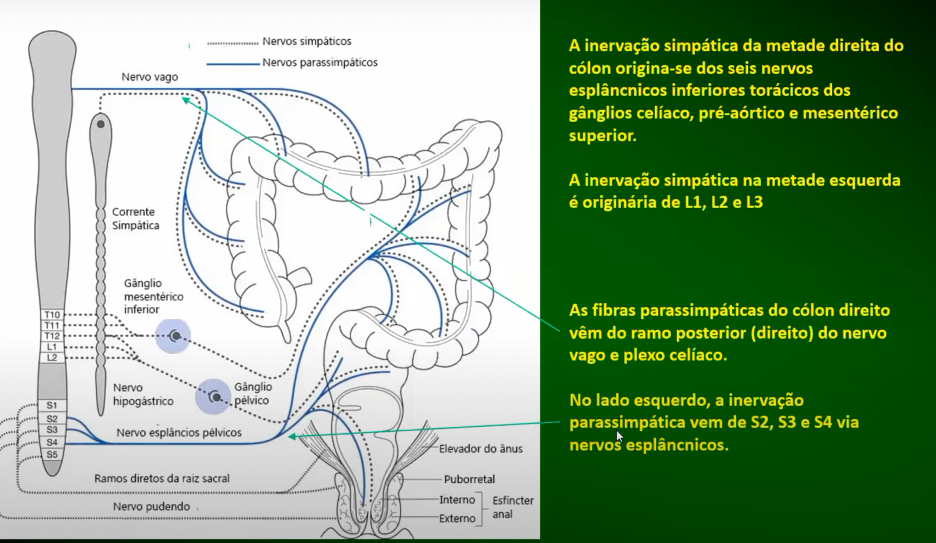 Nervos simpáticos
Nervos parassimpáticos
Nervo vago
Corrente
Simpática
Gânglio
mesentérico
inferior
T10
T11
T12
L1
L2
Nervo
hipogástrico
Gânglio
pélvico
S1
S2
S3
S4
S5
Nervo esplâncios pélvicos
Ramos diretos da raiz sacral
Nervo pudendo
Elevador do ânus
Puborretal
Interno
Externo
Esfincter
anal
A inervação simpática da metade direita do
cólon origina-se dos seis nervos
esplâncnicos inferiores torácicos dos
gânglios celíaco, pré-aórtico e mesentérico
superior.
A inervação simpática na metade esquerda
é originária de L1, L2 e L3
As fibras parassimpáticas do cólon direito
vêm do ramo posterior (direito) do nervo
vago e plexo celíaco.
No lado esquerdo, a inervação
parassimpática vem de S2, S3 e S4 via
nervos esplâncnicos.